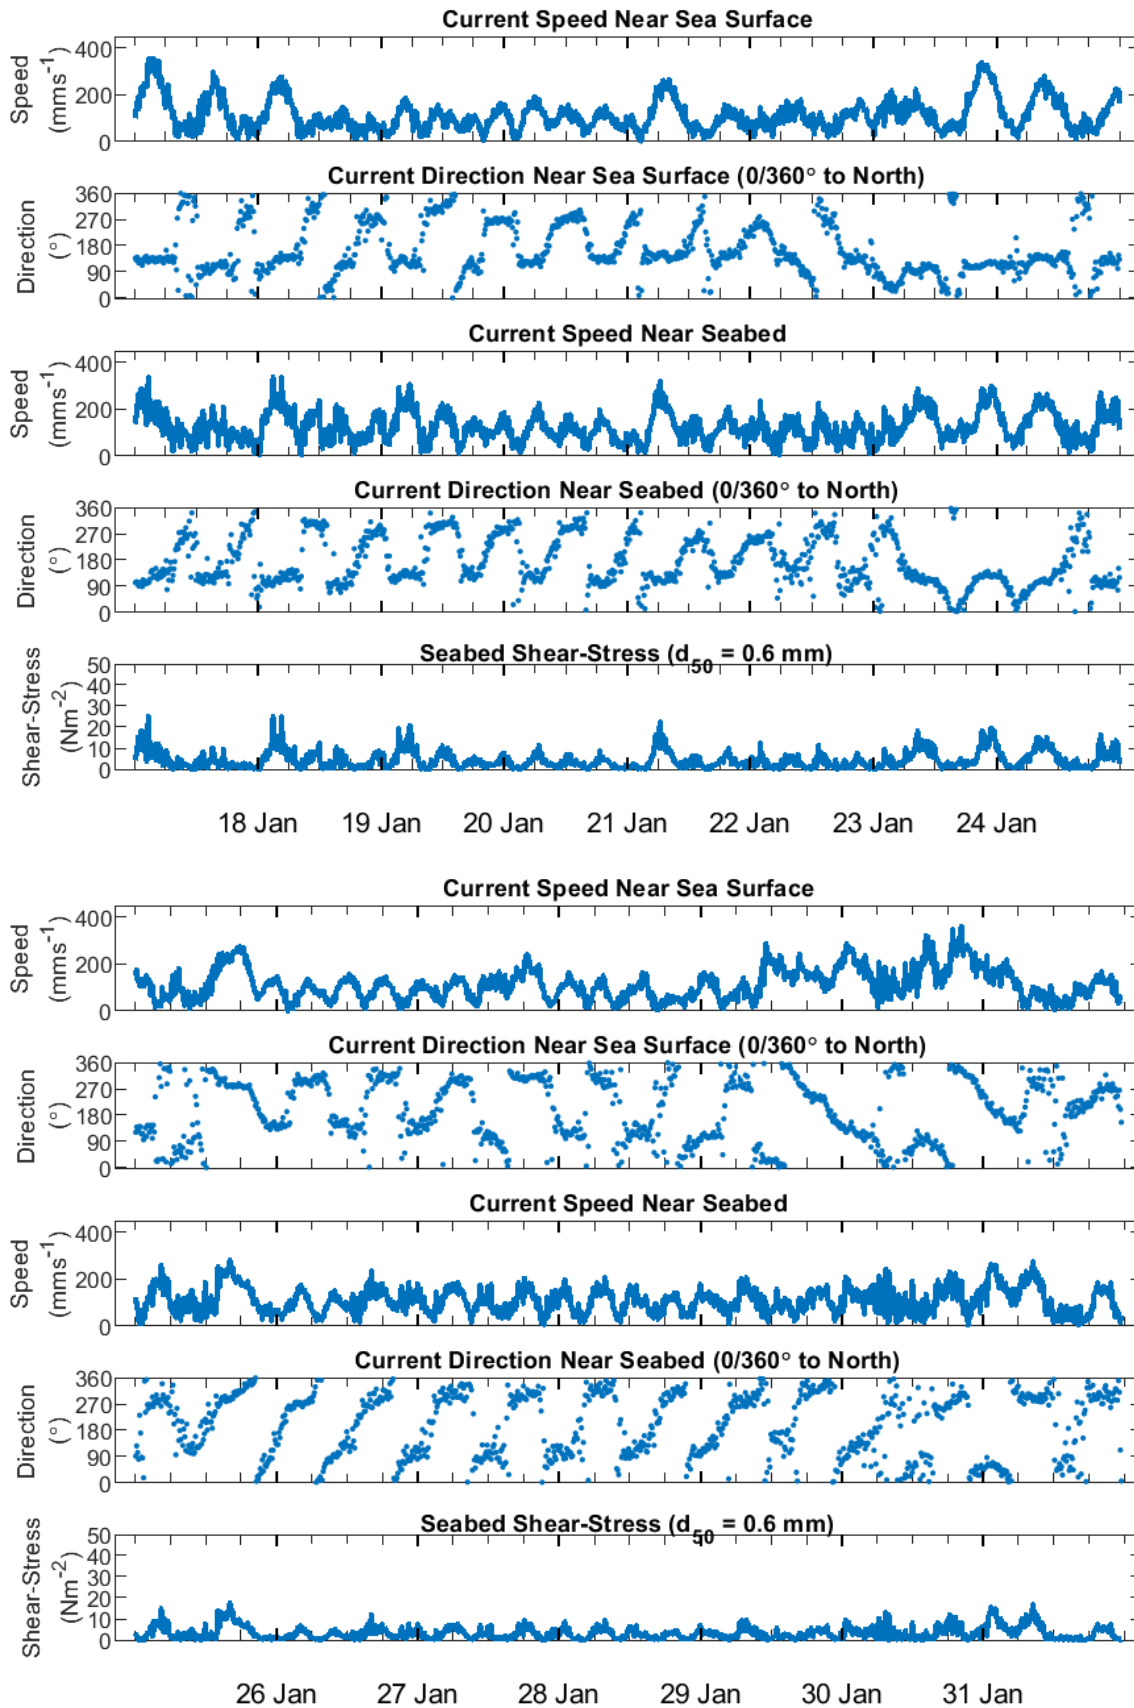 Current Speed Near Sea Surface
Speed
(mms⁻¹)
400
200
0
Current Direction Near Sea Surface (0/360° to North)
Direction
(°)
360
270
180
90
0
Current Speed Near Seabed
Speed
(mms⁻¹)
400
200
0
Current Direction Near Seabed (0/360° to North)
Direction
(°)
360
270
180
90
0
Seabed Shear-Stress (d₅₀ = 0.6 mm)
Shear-Stress
(Nm⁻²)
50
40
30
20
10
0
18 Jan 19 Jan 20 Jan 21 Jan 22 Jan 23 Jan 24 Jan
Current Speed Near Sea Surface
Speed
(mms⁻¹)
400
200
0
Current Direction Near Sea Surface (0/360° to North)
Direction
(°)
360
270
180
90
0
Current Speed Near Seabed
Speed
(mms⁻¹)
400
200
0
Current Direction Near Seabed (0/360° to North)
Direction
(°)
360
270
180
90
0
Seabed Shear-Stress (d₅₀ = 0.6 mm)
Shear-Stress
(Nm⁻²)
50
40
30
20
10
0
26 Jan 27 Jan 28 Jan 29 Jan 30 Jan 31 Jan